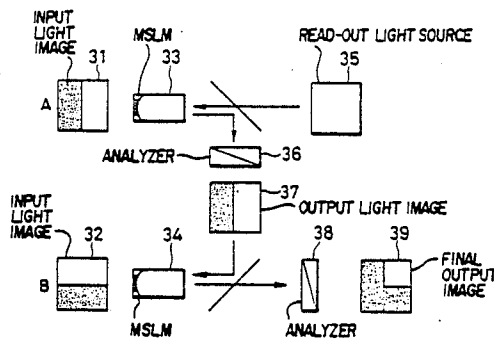 INPUT
LIGHT
IMAGE
31
MSLM
33
READ-OUT LIGHT SOURCE
35
A
ANALYZER
36
37
OUTPUT LIGHT IMAGE
INPUT
LIGHT
IMAGE
32
34
38
39
B
MSLM
ANALYZER
FINAL
OUTPUT
IMAGE